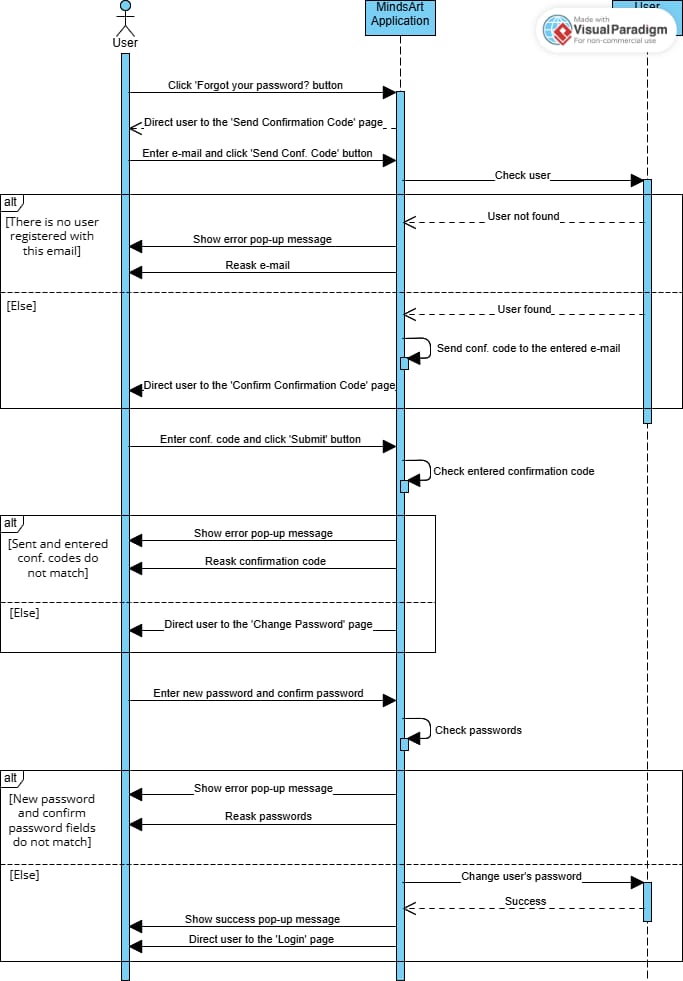 MindsArt
Application
User
User
Made with
VisualParadigm
For non-commercial use
Click 'Forgot your password? button
Direct user to the 'Send Confirmation Code' page
Enter e-mail and click 'Send Conf. Code' button
Check user
alt
[There is no user
registered with
this email]
User not found
Show error pop-up message
Reask e-mail
[Else]
User found
Send conf. code to the entered e-mail
Direct user to the 'Confirm Confirmation Code' page
Enter conf. code and click 'Submit' button
Check entered confirmation code
alt
[Sent and entered
conf. codes do
not match]
Show error pop-up message
Reask confirmation code
[Else]
Direct user to the 'Change Password' page
Enter new password and confirm password
Check passwords
alt
[New password
and confirm
password fields
do not match]
Show error pop-up message
Reask passwords
[Else]
Change user's password
Success
Show success pop-up message
Direct user to the 'Login' page